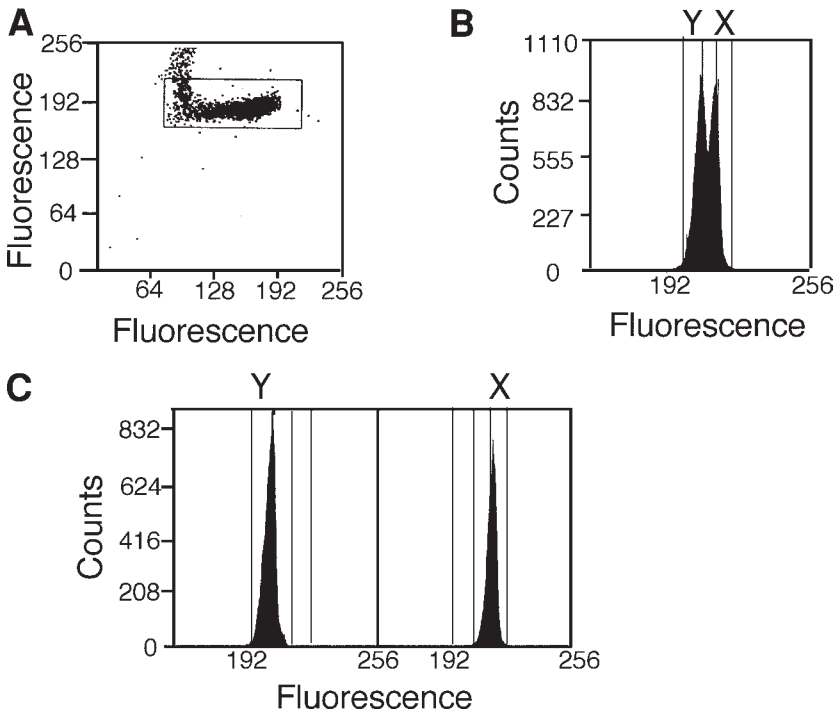 A
256
192
128
64
0
Fluorescence
64 128 192 256
Fluorescence
B
Y X
1110
832
555
227
0
Counts
192 256
Fluorescence
C
Y X
832
624
416
208
0
Counts
192 256 192 256
Fluorescence